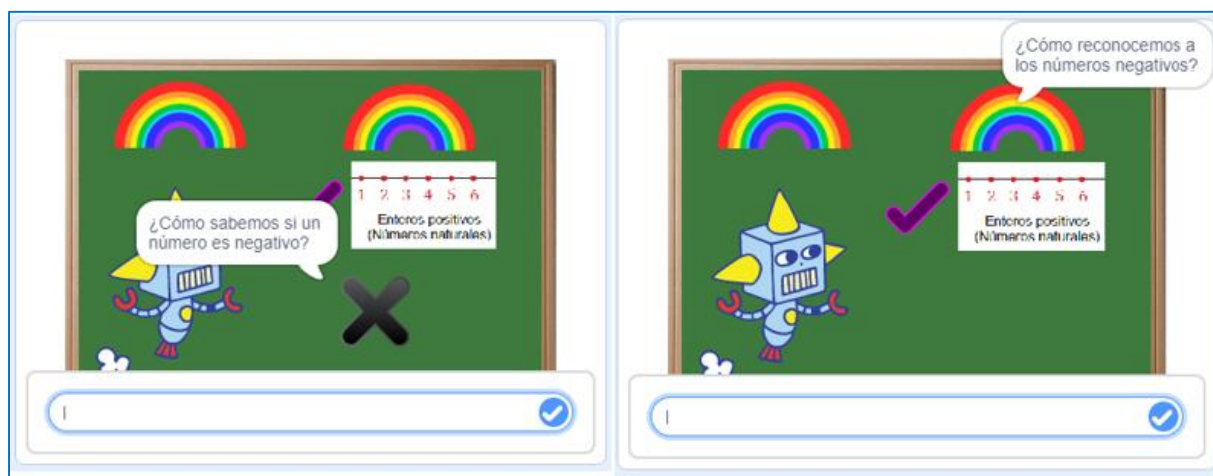 ¿Cómo sabemos si un
número es negativo?
1 2 3 4 5 6
Enteros positivos
(Números naturales)
¿Cómo reconocemos a
los números negativos?
1 2 3 4 5 6
Enteros positivos
(Números naturales)